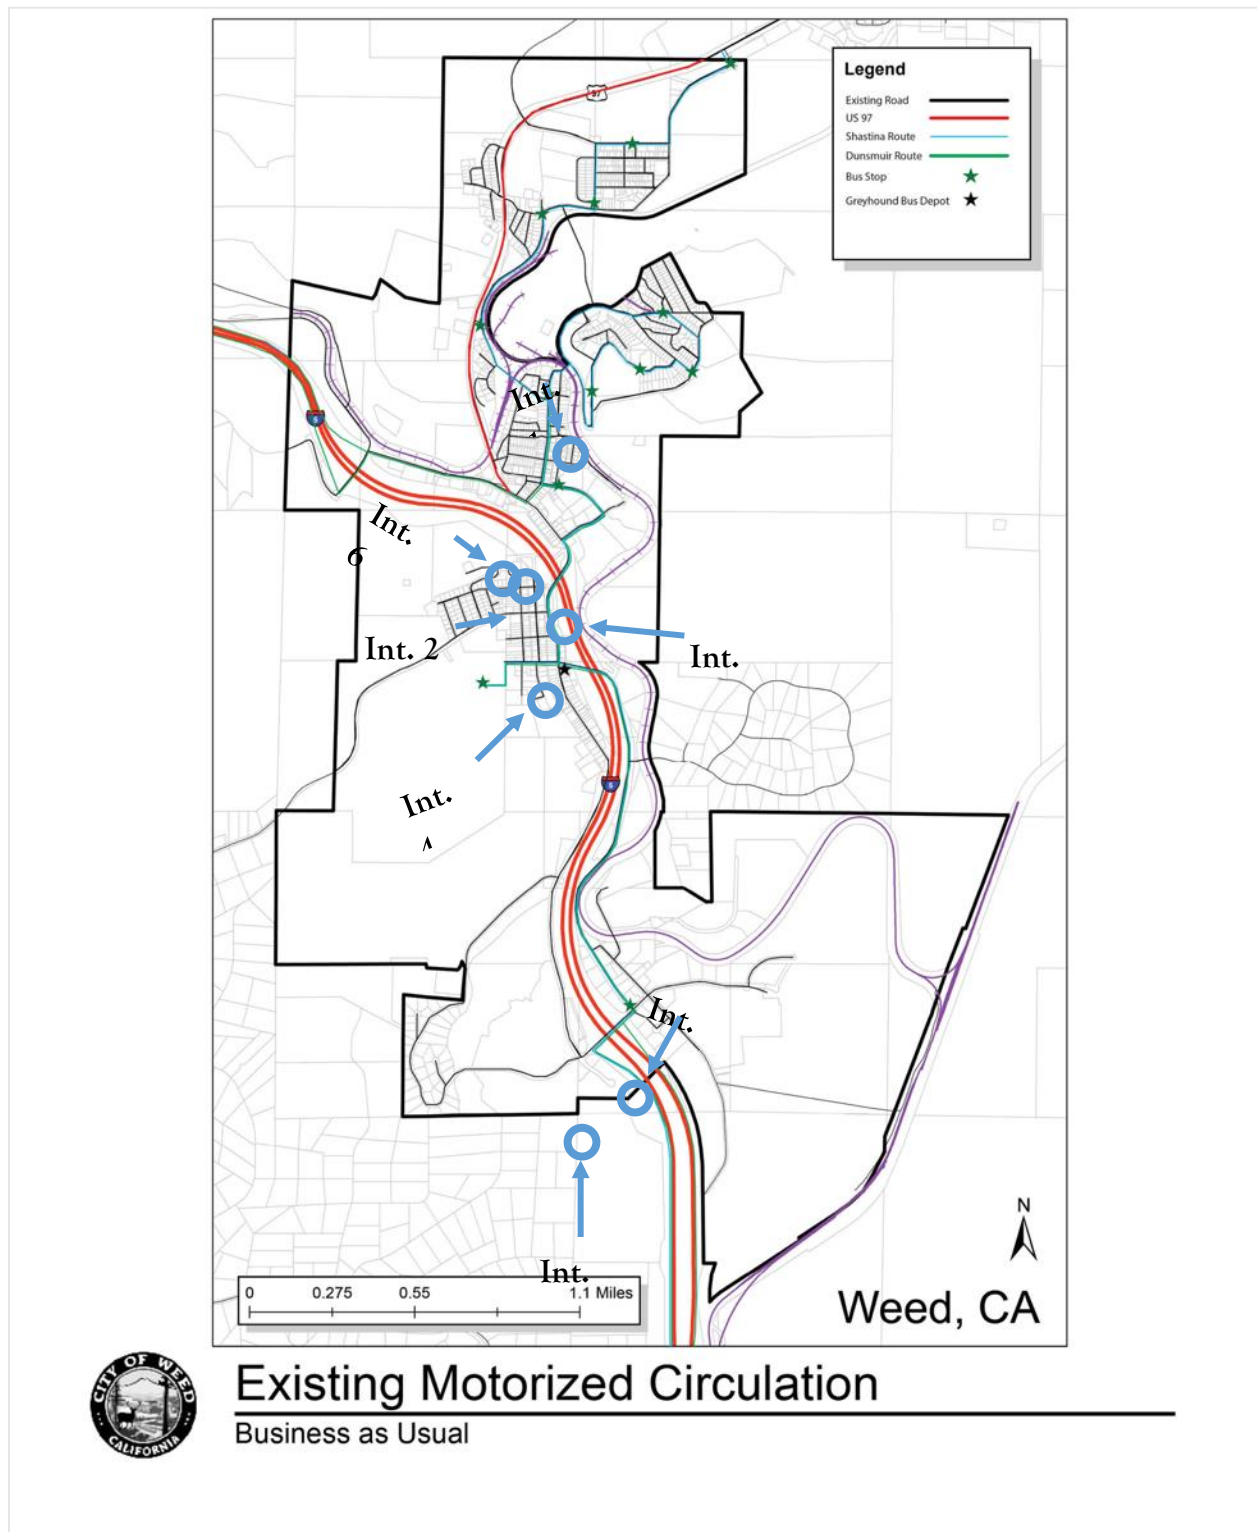 Legend
Existing Road
US 97
Shastina Route
Dunsmuir Route
Bus Stop
Greyhound Bus Depot
97
5
Int.
Int.
6
Int. 2
Int.
Int.
5
Int.
Int.
N
0 0.275 0.55 1.1 Miles
Weed, CA
CITY OF WEED
CALIFORNIA
Existing Motorized Circulation
Business as Usual